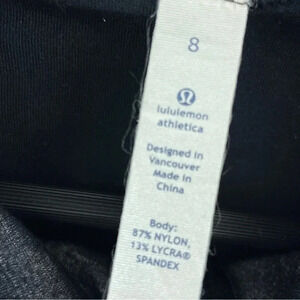 8
lululemon
athletica
Designed in
Vancouver
Made in
China
Body:
87% NYLON,
13% LYCRA®
SPANDEX